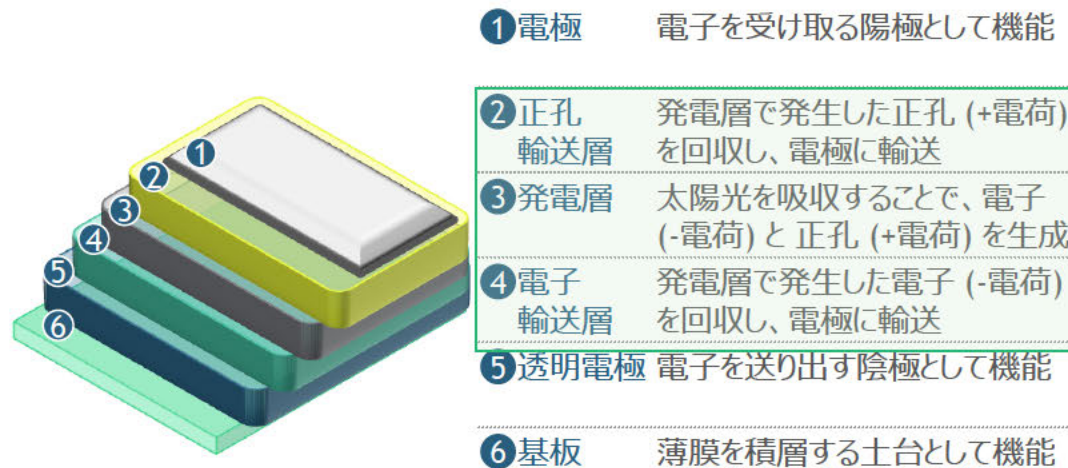 1 電極 電子を受け取る陽極として機能
2 正孔 発電層で発生した正孔 (+電荷)
輸送層 を回収し、電極に輸送
3 発電層 太陽光を吸収することで、電子
(-電荷) と 正孔 (+電荷) を生成
4 電子 発電層で発生した電子 (-電荷)
輸送層 を回収し、電極に輸送
5 透明電極 電子を送り出す陰極として機能
6 基板 薄膜を積層する土台として機能
1
2
3
4
5
6